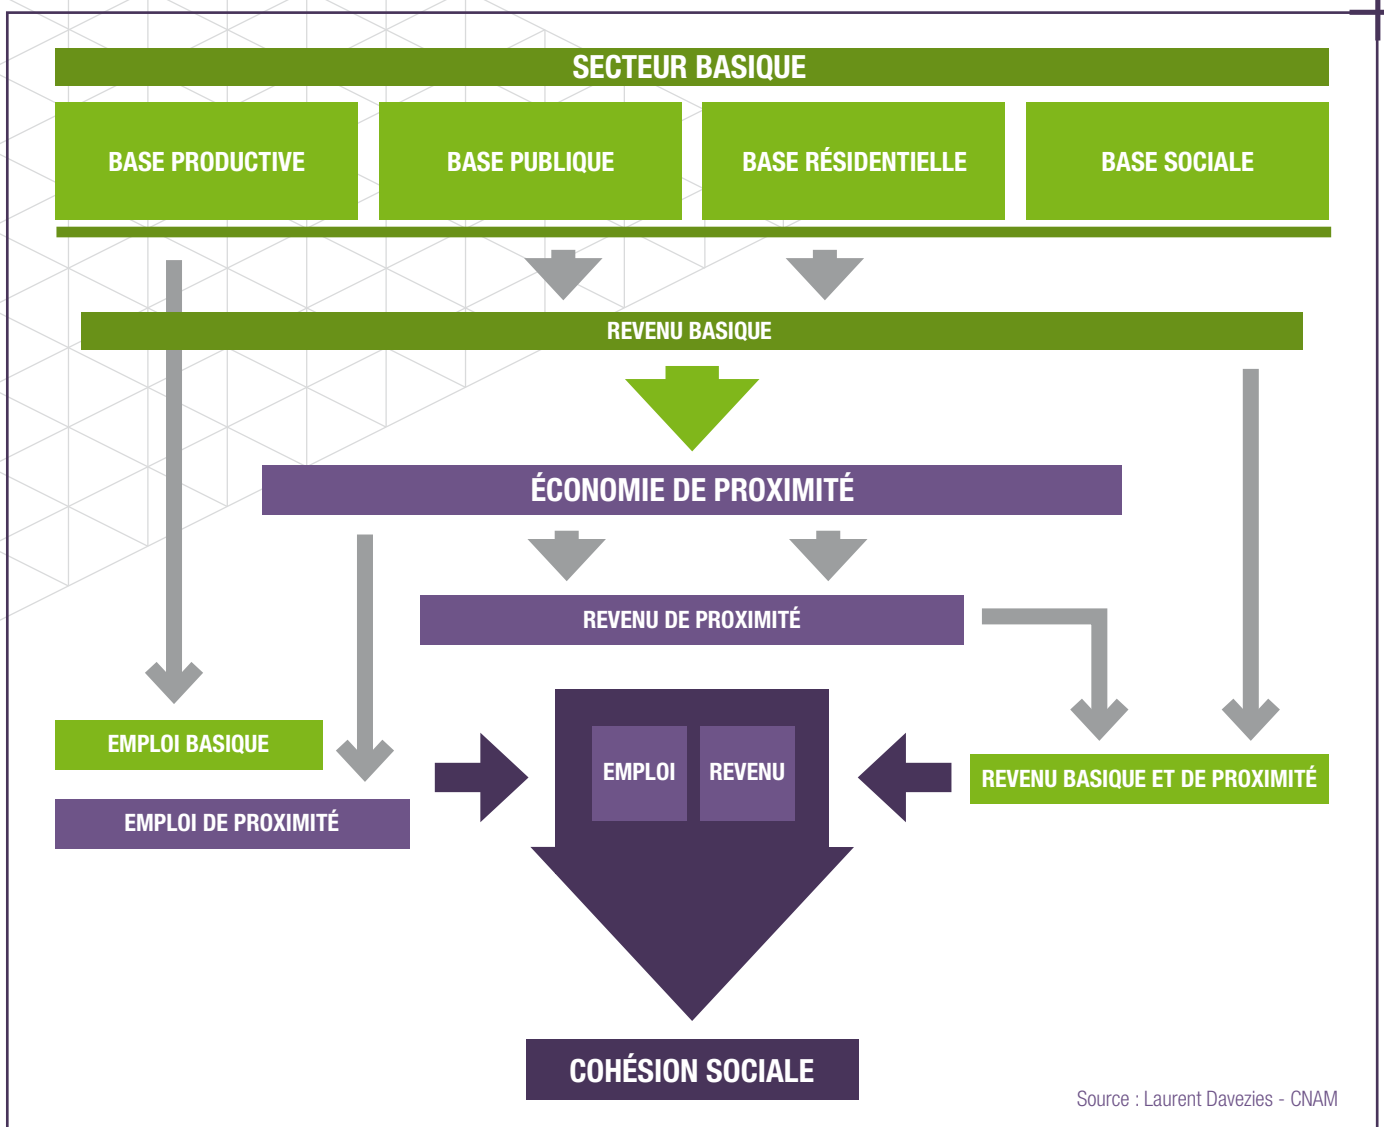 SECTEUR BASIQUE
BASE PRODUCTIVE
BASE PUBLIQUE
BASE RÉSIDENTIELLE
BASE SOCIALE
REVENU BASIQUE
ÉCONOMIE DE PROXIMITÉ
REVENU DE PROXIMITÉ
EMPLOI BASIQUE
EMPLOI DE PROXIMITÉ
EMPLOI
REVENU
REVENU BASIQUE ET DE PROXIMITÉ
COHÉSION SOCIALE
Source : Laurent Davezies - CNAM